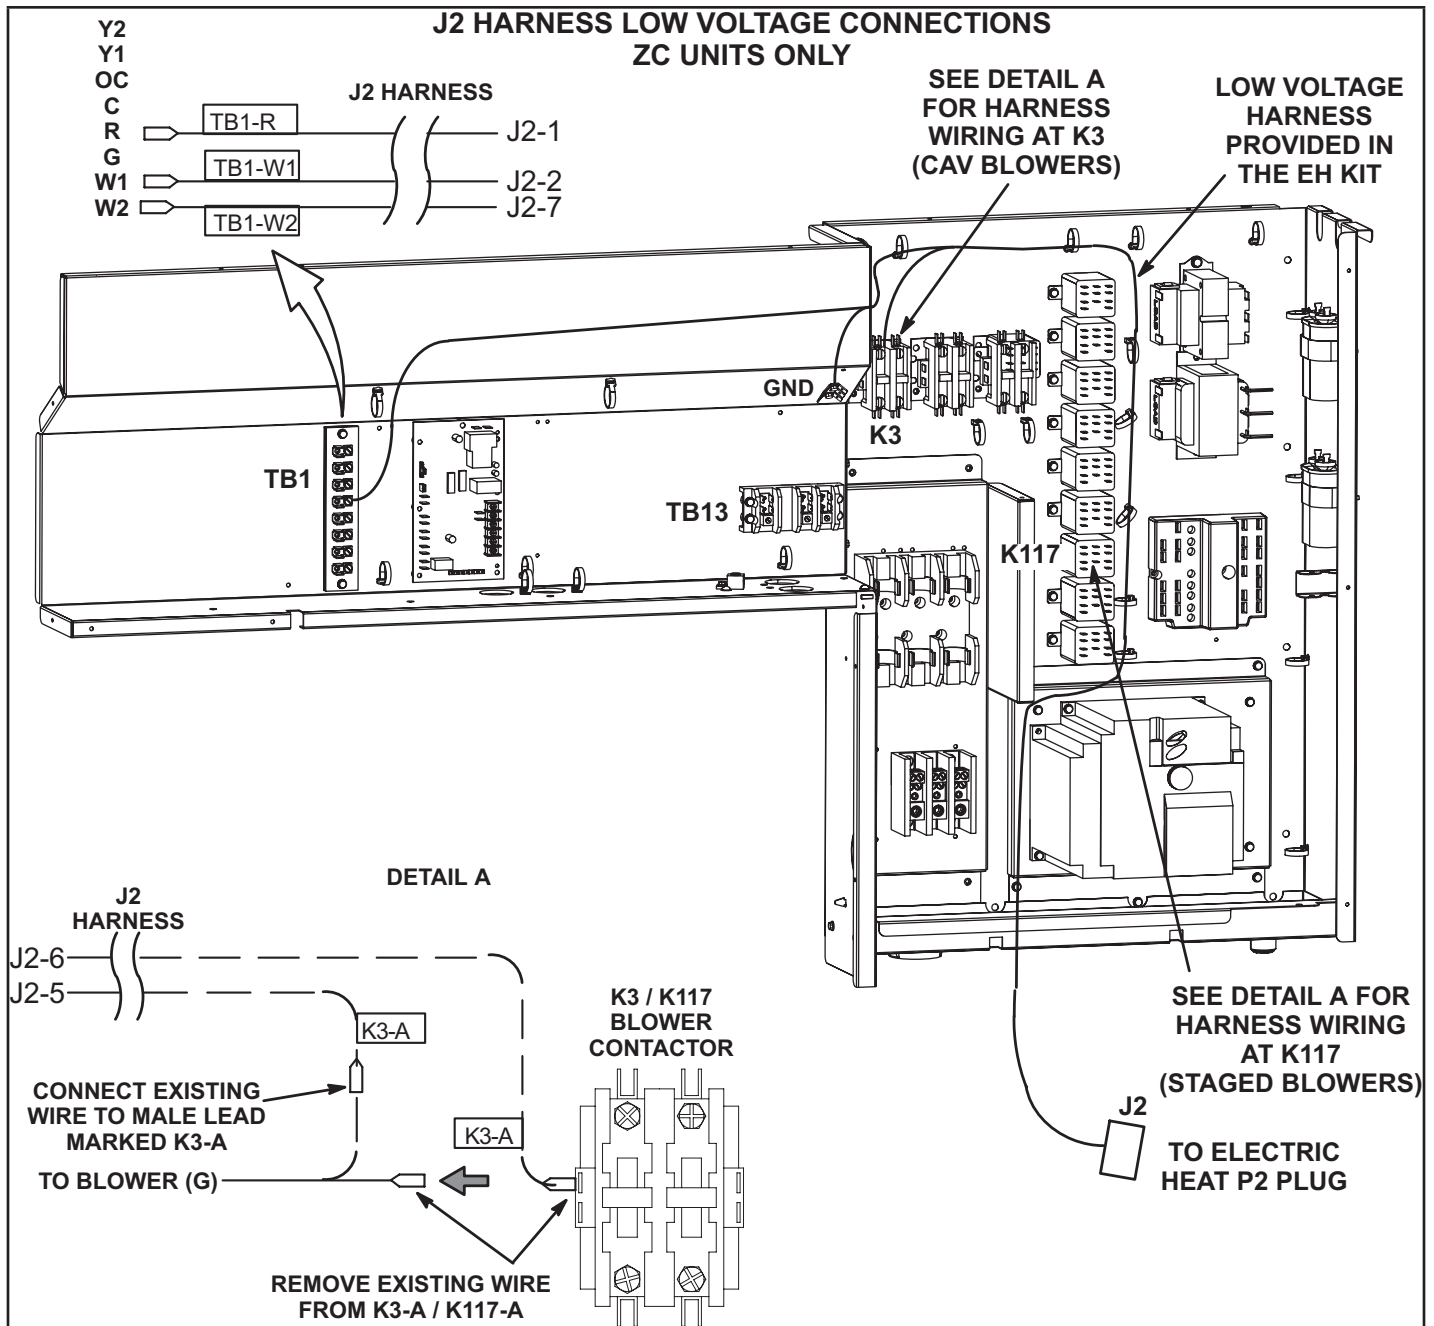 J2 HARNESS LOW VOLTAGE CONNECTIONS
ZC UNITS ONLY
Y2
Y1
OC
C
R
G
W1
W2
TB1-R
TB1-W1
TB1-W2
J2 HARNESS
J2-1
J2-2
J2-7
SEE DETAIL A
FOR HARNESS
WIRING AT K3
(CAV BLOWERS)
LOW VOLTAGE
HARNESS
PROVIDED IN
THE EH KIT
GND
K3
TB1
TB13
K117
DETAIL A
J2
HARNESS
J2-6
J2-5
K3-A
CONNECT EXISTING
WIRE TO MALE LEAD
MARKED K3-A
K3-A
TO BLOWER (G)
REMOVE EXISTING WIRE
FROM K3-A / K117-A
K3 / K117
BLOWER
CONTACTOR
SEE DETAIL A FOR
HARNESS WIRING
AT K117
(STAGED BLOWERS)
J2
TO ELECTRIC
HEAT P2 PLUG